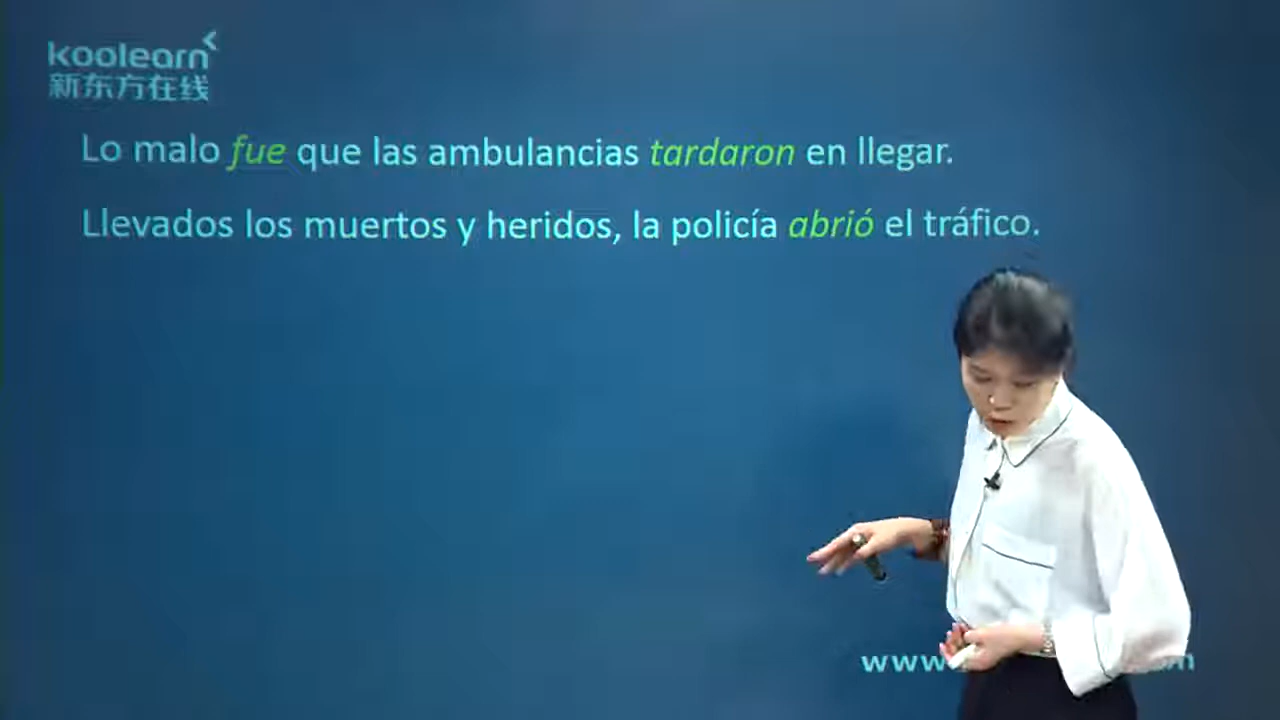 koolearn
新东方在线
Lo malo fue que las ambulancias tardaron en llegar.
Llevados los muertos y heridos, la policía abrió el tráfico.